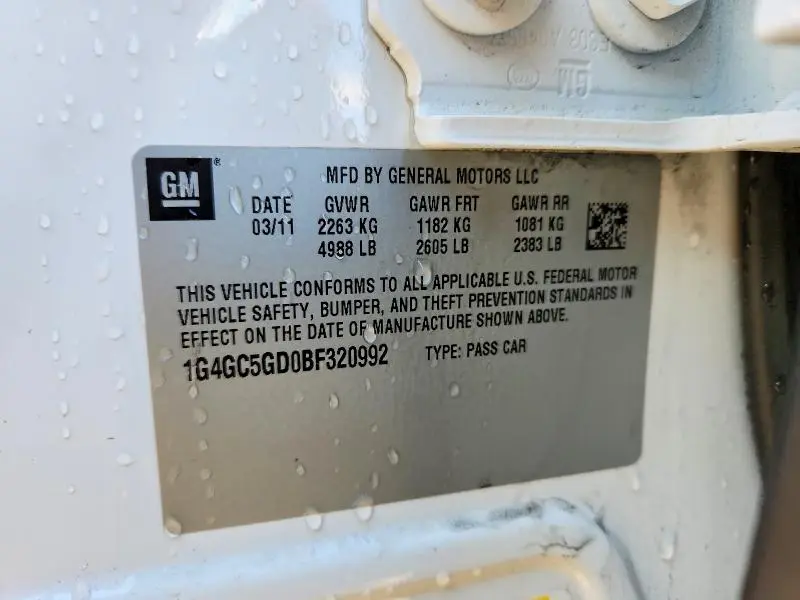 GM
GM ®
MFD BY GENERAL MOTORS LLC
DATE GVWR GAWR FRT GAWR RR
03/11 2263 KG 1182 KG 1081 KG
4988 LB 2605 LB 2383 LB
THIS VEHICLE CONFORMS TO ALL APPLICABLE U.S. FEDERAL MOTOR
VEHICLE SAFETY, BUMPER, AND THEFT PREVENTION STANDARDS IN
EFFECT ON THE DATE OF MANUFACTURE SHOWN ABOVE.
1G4GC5GD0BF320992 TYPE: PASS CAR